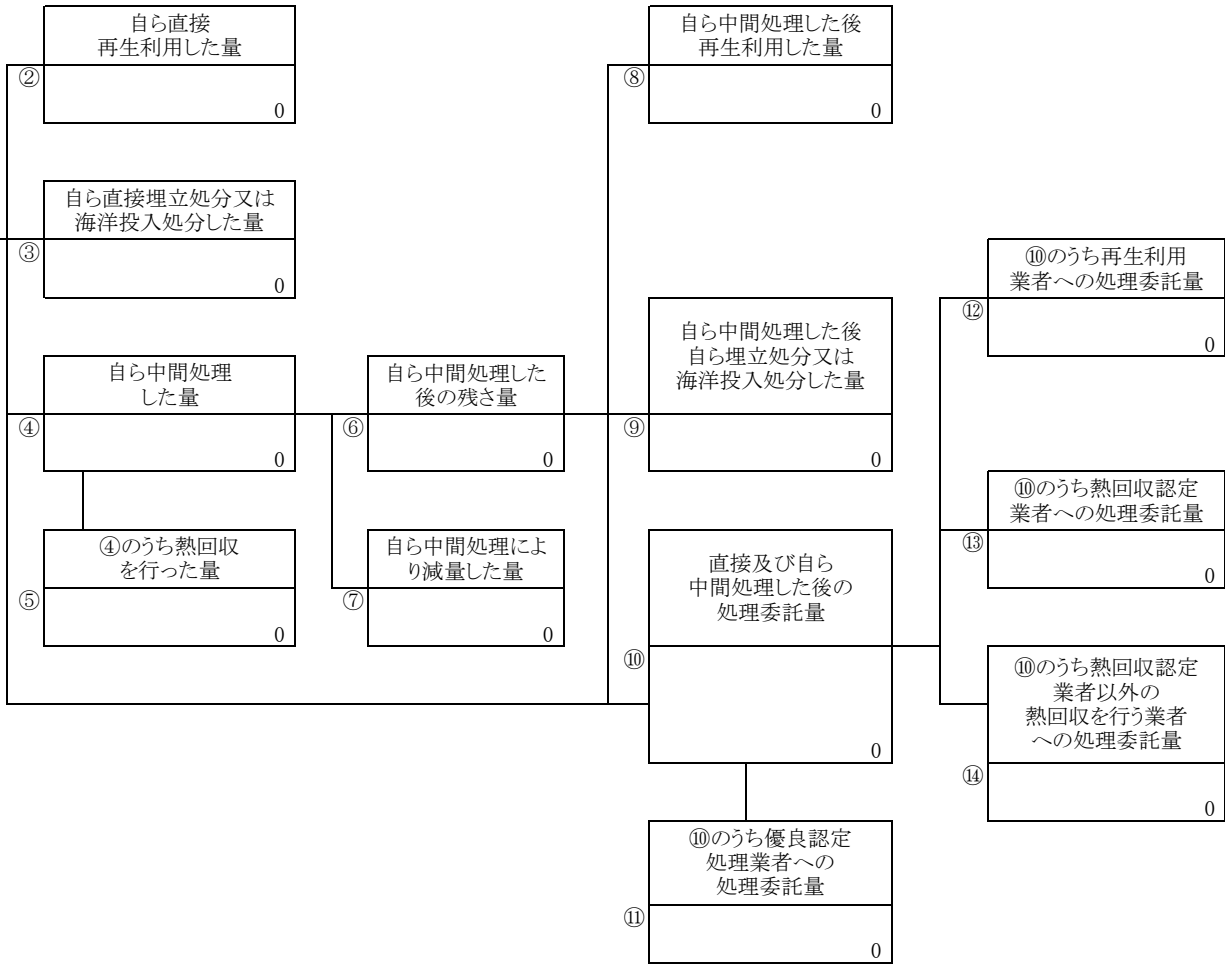 自ら直接
再生利用した量
②
0
自ら直接埋立処分又は
海洋投入処分した量
③
0
自ら中間処理
した量
④
0
④のうち熱回収
を行った量
⑤
0
自ら中間処理した
後の残さ量
⑥
0
自ら中間処理によ
り減量した量
⑦
0
自ら中間処理した後
再生利用した量
⑧
0
自ら中間処理した後
自ら埋立処分又は
海洋投入処分した量
⑨
0
直接及び自ら
中間処理した後の
処理委託量
⑩
0
⑩のうち優良認定
処理業者への
処理委託量
⑪
0
⑩のうち再生利用
業者への処理委託量
⑫
0
⑩のうち熱回収認定
業者への処理委託量
⑬
0
⑩のうち熱回収認定
業者以外の
熱回収を行う業者
への処理委託量
⑭
0